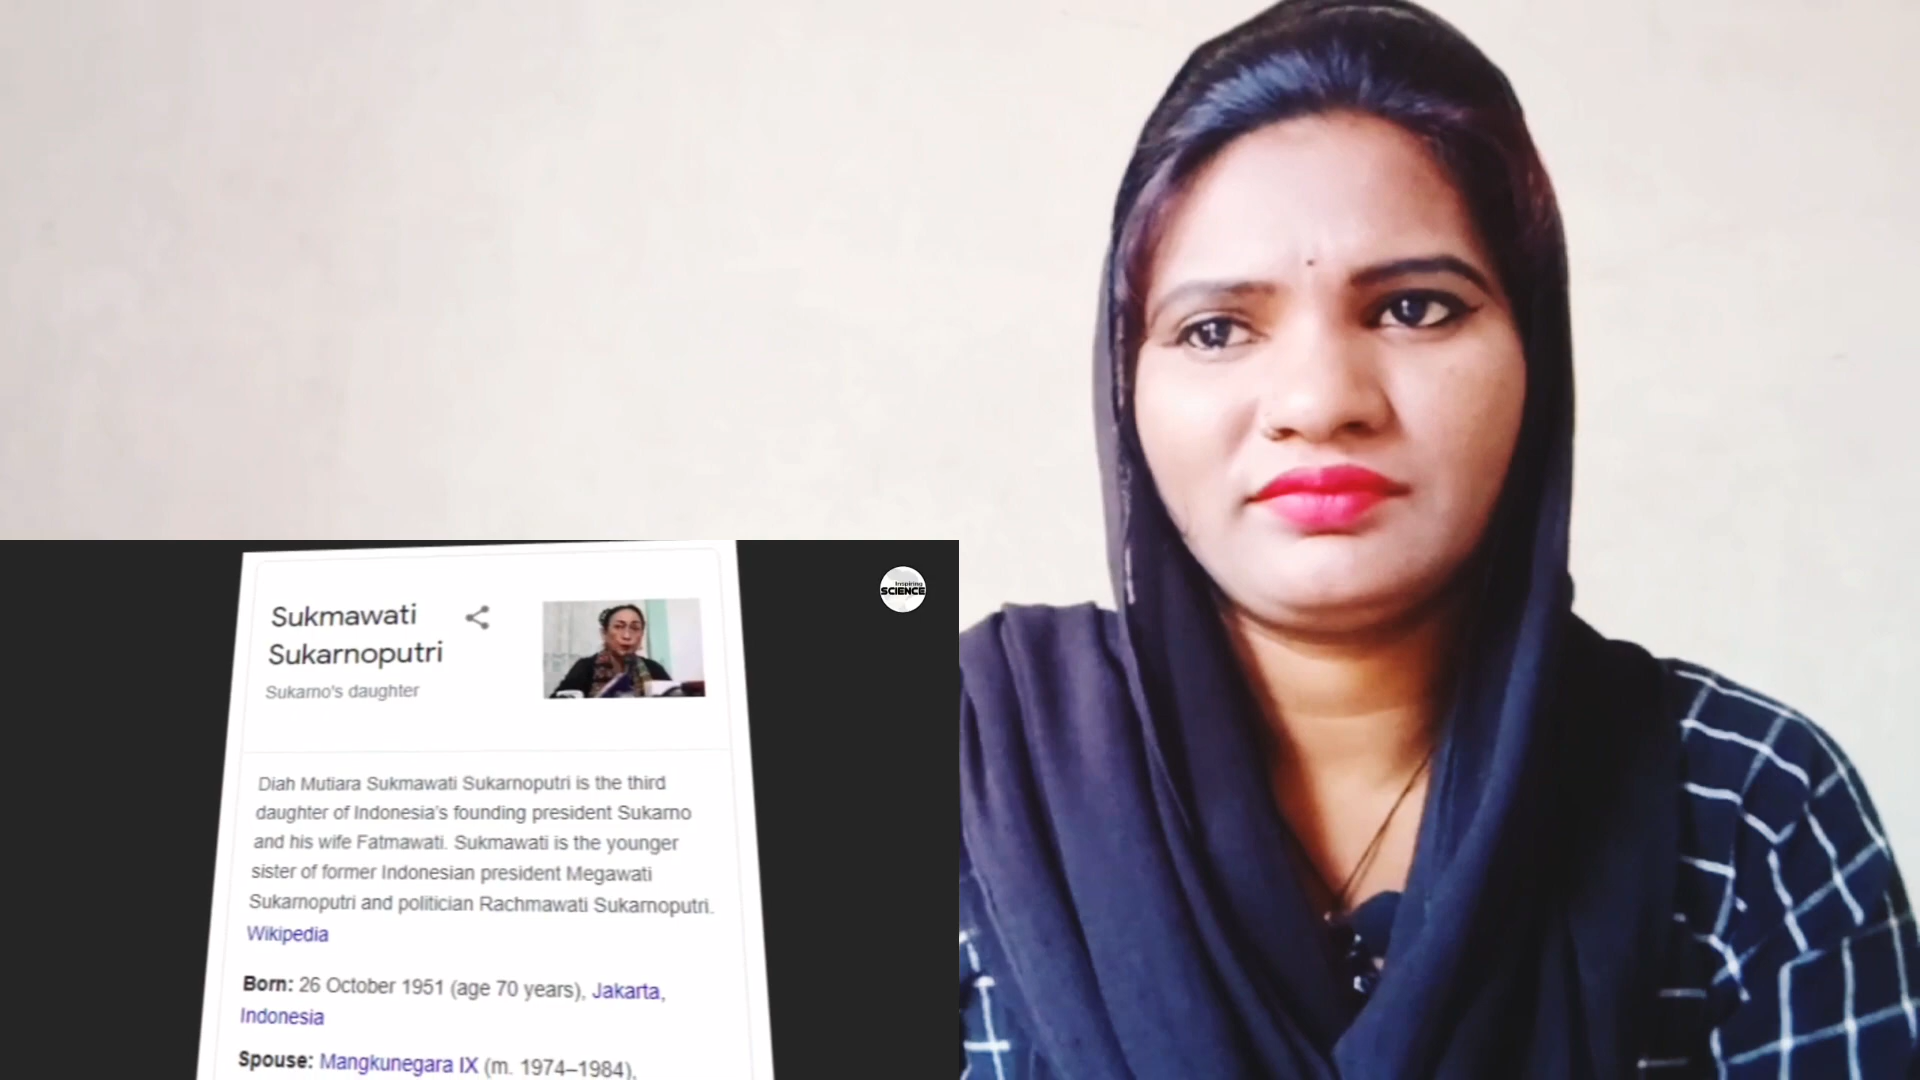 Sukmawati
Sukarnoputri
Sukarno's daughter
Inspiring
SCIENCE
Diah Mutiara Sukmawati Sukarnoputri is the third
daughter of Indonesia's founding president Sukarno
and his wife Fatmawati. Sukmawati is the younger
sister of former Indonesian president Megawati
Sukarnoputri and politician Rachmawati Sukarnoputri.
Wikipedia
Born: 26 October 1951 (age 70 years), Jakarta,
Indonesia
Spouse: Mangkunegara IX (m. 1974–1984),